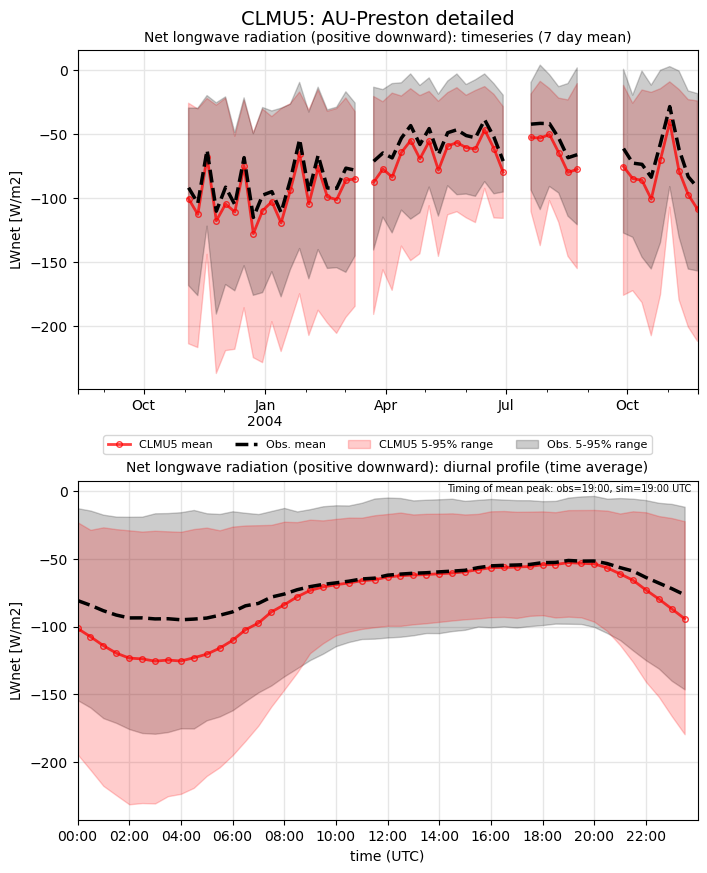 CLMU5: AU-Preston detailed
Net longwave radiation (positive downward): timeseries (7 day mean)
0
−50
−100
−150
−200
LWnet [W/m2]
Oct
Jan
2004
Apr
Jul
Oct
CLMU5 mean
Obs. mean
CLMU5 5-95% range
Obs. 5-95% range
Net longwave radiation (positive downward): diurnal profile (time average)
Timing of mean peak: obs=19:00, sim=19:00 UTC
0
−50
−100
−150
−200
LWnet [W/m2]
00:00
02:00
04:00
06:00
08:00
10:00
12:00
14:00
16:00
18:00
20:00
22:00
time (UTC)